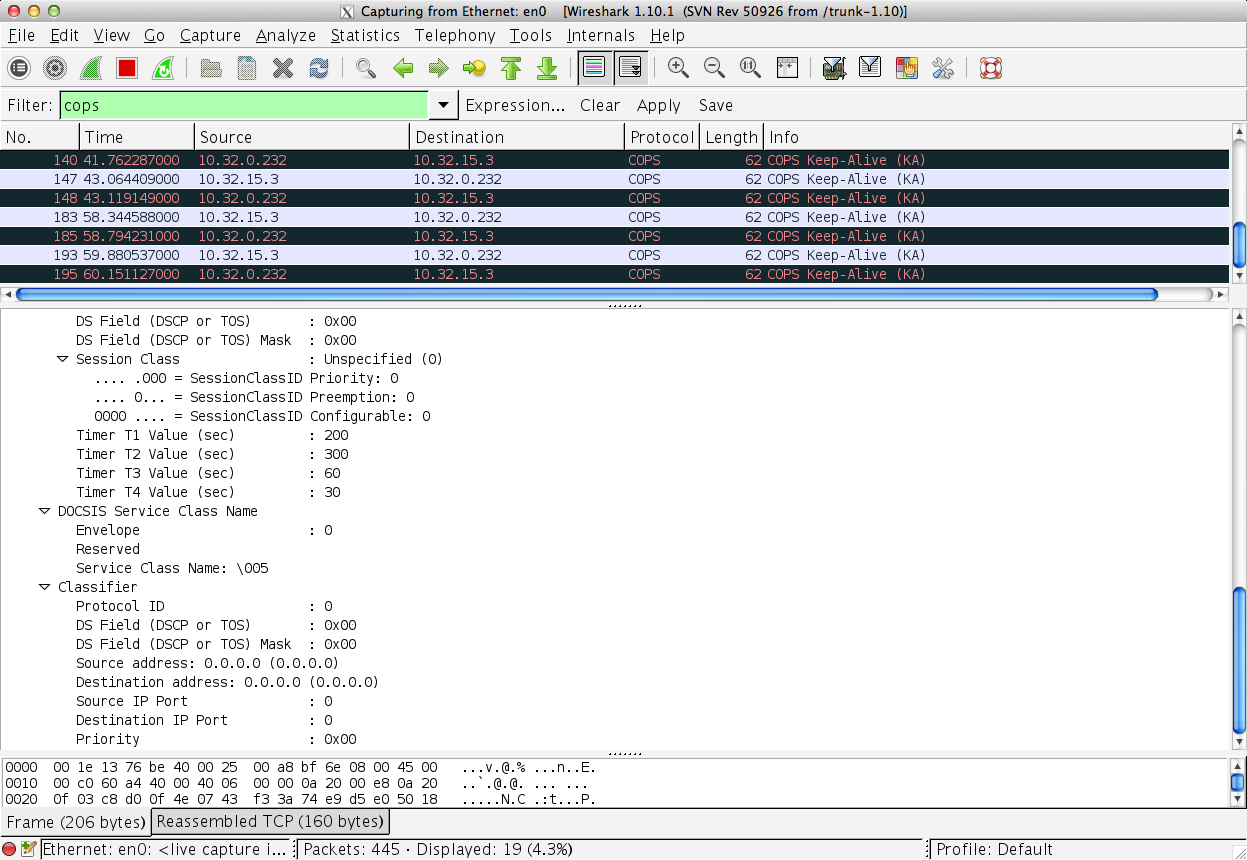 Capturing from Ethernet: en0   [Wireshark 1.10.1  (SVN Rev 50926 from /trunk-1.10)]
File Edit View Go Capture Analyze Statistics Telephony Tools Internals Help
Filter: cops Expression... Clear Apply Save
No. Time Source Destination Protocol Length Info
140 41.762287000 10.32.0.232 10.32.15.3 COPS 62 COPS Keep-Alive (KA)
147 43.064409000 10.32.15.3 10.32.0.232 COPS 62 COPS Keep-Alive (KA)
148 43.119149000 10.32.0.232 10.32.15.3 COPS 62 COPS Keep-Alive (KA)
183 58.344588000 10.32.15.3 10.32.0.232 COPS 62 COPS Keep-Alive (KA)
185 58.794231000 10.32.0.232 10.32.15.3 COPS 62 COPS Keep-Alive (KA)
193 59.880537000 10.32.15.3 10.32.0.232 COPS 62 COPS Keep-Alive (KA)
195 60.151127000 10.32.0.232 10.32.15.3 COPS 62 COPS Keep-Alive (KA)
DS Field (DSCP or TOS)       : 0x00
DS Field (DSCP or TOS) Mask  : 0x00
Session Class                : Unspecified (0)
.... .000 = SessionClassID Priority: 0
.... 0... = SessionClassID Preemption: 0
0000 .... = SessionClassID Configurable: 0
Timer T1 Value (sec)         : 200
Timer T2 Value (sec)         : 300
Timer T3 Value (sec)         : 60
Timer T4 Value (sec)         : 30
DOCSIS Service Class Name
Envelope                     : 0
Reserved
Service Class Name: \005
Classifier
Protocol ID                  : 0
DS Field (DSCP or TOS)       : 0x00
DS Field (DSCP or TOS) Mask  : 0x00
Source address: 0.0.0.0 (0.0.0.0)
Destination address: 0.0.0.0 (0.0.0.0)
Source IP Port               : 0
Destination IP Port          : 0
Priority                     : 0x00
0000  00 1e 13 76 be 40 00 25  00 a8 bf 6e 08 00 45 00   ...v.@.% ...n..E.
0010  00 c0 60 a4 40 00 40 06  00 00 0a 20 00 e8 0a 20   ..`.@.@. ... ...
0020  0f 03 c8 d0 0f 4e 07 43  f3 3a 74 e9 d5 e0 50 18   .....N.C .:t...P.
Frame (206 bytes) Reassembled TCP (160 bytes)
Ethernet: en0: <live capture i... Packets: 445 · Displayed: 19 (4.3%) Profile: Default